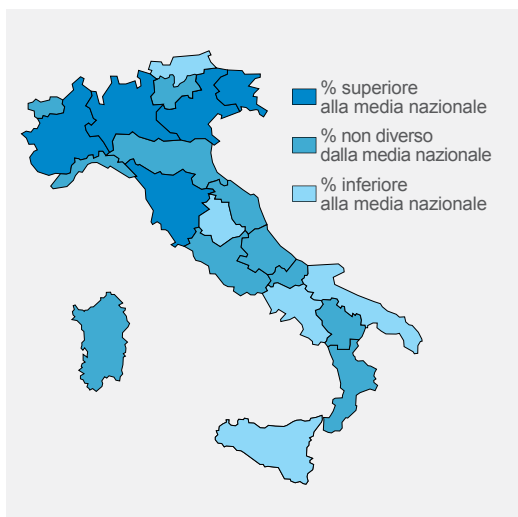 % superiore
alla media nazionale
% non diverso
dalla media nazionale
% inferiore
alla media nazionale